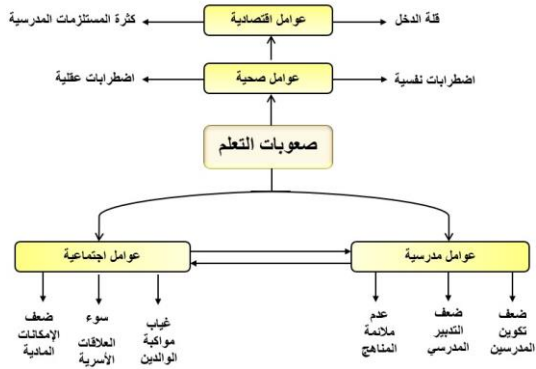 قلة الدخل
عوامل اقتصادية
كثرة المستلزمات المدرسية
اضطرابات نفسية
عوامل صحية
اضطرابات عقلية
صعوبات التعلم
عوامل مدرسية
عوامل اجتماعية
ضعف
تكوين
المدرسين
ضعف
التدبير
المدرسي
عدم
ملائمة
المناهج
غياب
مواكبة
الوالدين
سوء
العلاقات
الأسرية
ضعف
الإمكانات
المادية